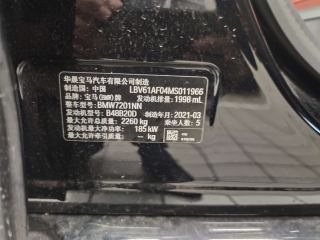 华晨宝马汽车有限公司制造
制造国：中国 LBV61AF04MS011966
品牌：宝马(BMW)牌 发动机排量：1998 mL
整车型号：BMW7201NN
发动机型号：B48B20D 制造年月：2021-03
最大允许总质量：2260 kg 乘坐人数：5
发动机最大净功率：185 kW
最大允许牵引质量：-- kg